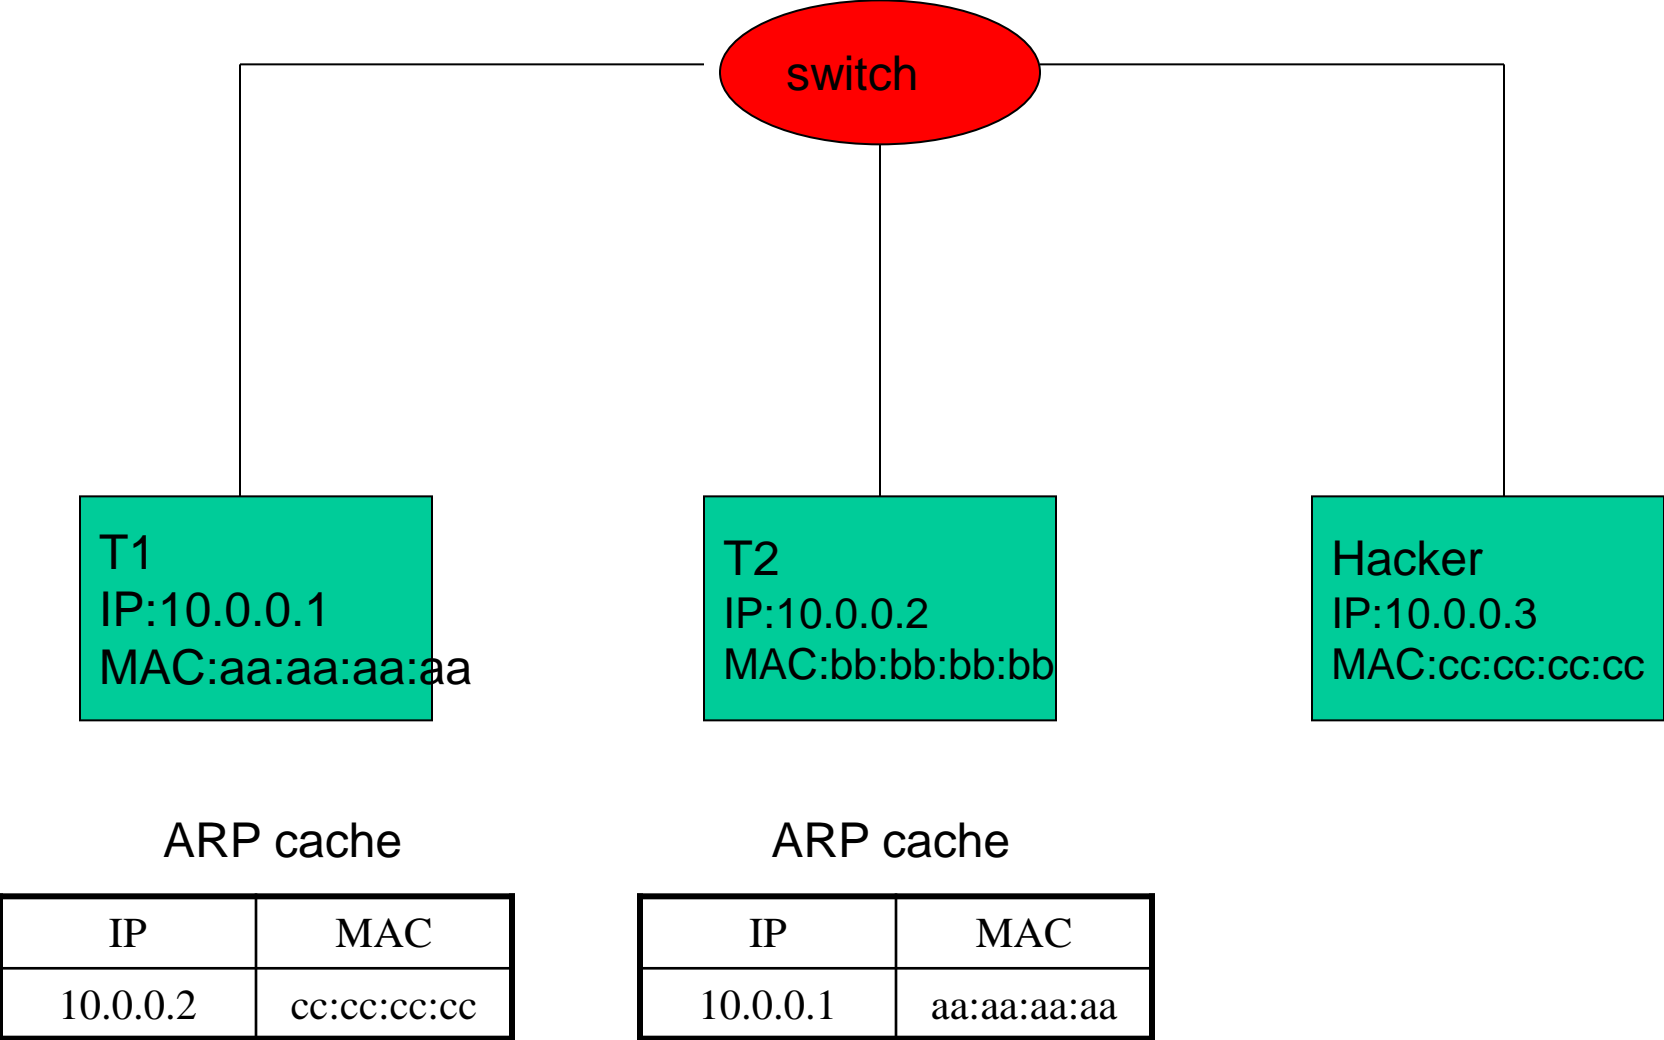 switch
T1
IP:10.0.0.1
MAC:aa:aa:aa:aa
T2
IP:10.0.0.2
MAC:bb:bb:bb:bb
Hacker
IP:10.0.0.3
MAC:cc:cc:cc:cc
ARP cache
IP MAC
10.0.0.2 cc:cc:cc:cc
ARP cache
IP MAC
10.0.0.1 aa:aa:aa:aa